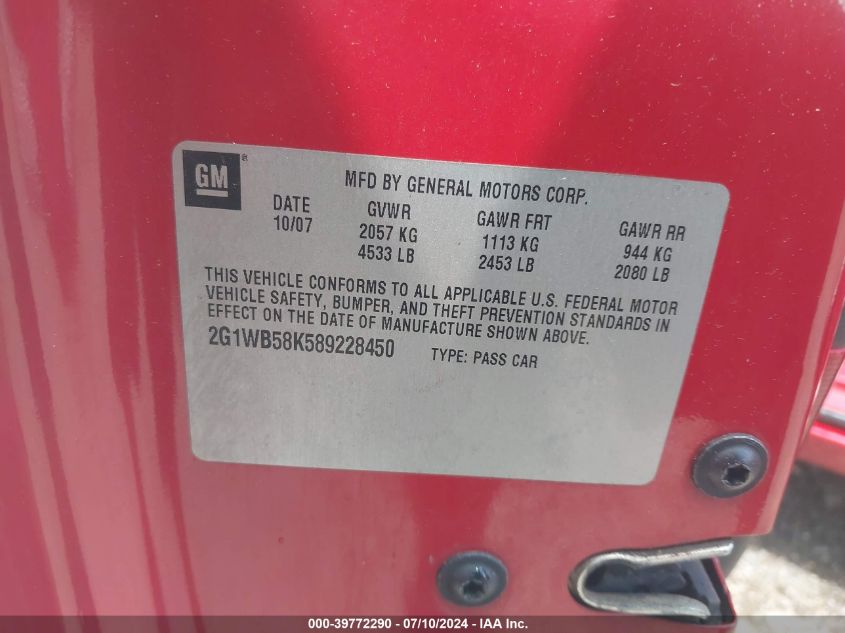 GM
MFD BY GENERAL MOTORS CORP.
DATE GVWR GAWR FRT GAWR RR
10/07 2057 KG 1113 KG 944 KG
4533 LB 2453 LB 2080 LB
THIS VEHICLE CONFORMS TO ALL APPLICABLE U.S. FEDERAL MOTOR
VEHICLE SAFETY, BUMPER, AND THEFT PREVENTION STANDARDS IN
EFFECT ON THE DATE OF MANUFACTURE SHOWN ABOVE.
2G1WB58K589228450 TYPE: PASS CAR
000-39772290 - 07/10/2024 - IAA Inc.